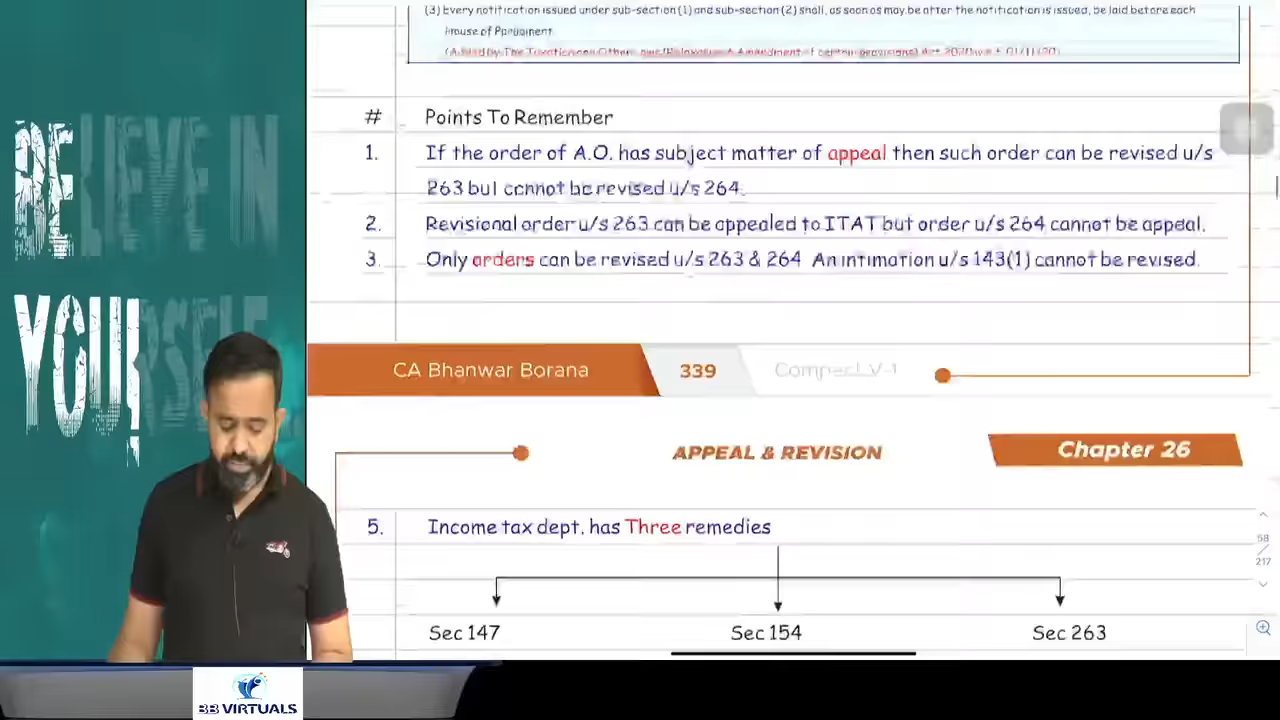 (3) Every notification issued under sub-section (1) and sub-section (2) shall, as soon as may be after the notification is issued, be laid before each
House of Parliament.
# Points To Remember
1. If the order of A.O. has subject matter of appeal then such order can be revised u/s
263 but cannot be revised u/s 264.
2. Revisional order u/s 263 can be appealed to ITAT but order u/s 264 cannot be appeal.
3. Only orders can be revised u/s 263 & 264 An intimation u/s 143(1) cannot be revised.
CA Bhanwar Borana 339 Compact V-1
APPEAL & REVISION Chapter 26
5. Income tax dept. has Three remedies
Sec 147 Sec 154 Sec 263
58
217
BELIEVE IN
YOURSELF
BB VIRTUALS